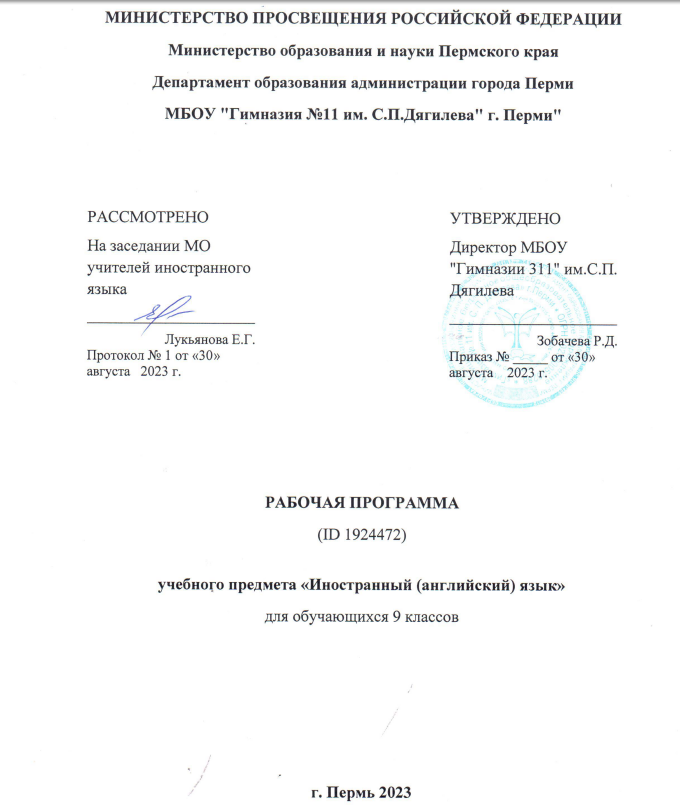 МИНИСТЕРСТВО ПРОСВЕЩЕНИЯ РОССИЙСКОЙ ФЕДЕРАЦИИ
Министерство образования и науки Пермского края
Департамент образования администрации города Перми
МБОУ "Гимназия №11 им. С.П.Дягилева" г. Перми"
РАССМОТРЕНО
На заседании МО
учителей иностранного
языка
Лукьянова Е.Г.
Протокол № 1 от «30»
августа 2023 г.
УТВЕРЖДЕНО
Директор МБОУ
"Гимназии 311" им.С.П.
Дягилева
Зобачева Р.Д.
Приказ № _____ от «30»
августа 2023 г.
РАБОЧАЯ ПРОГРАММА
(ID 1924472)
учебного предмета «Иностранный (английский) язык»
для обучающихся 9 классов
г. Пермь 2023